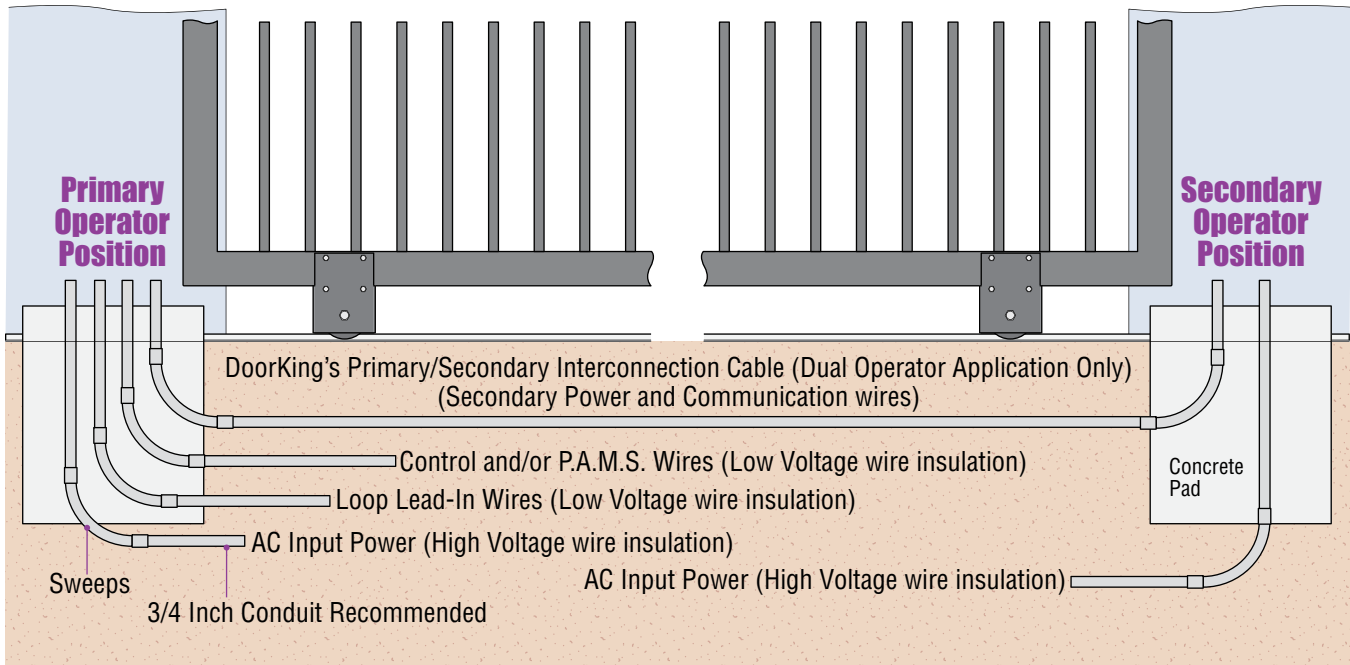 Primary
Operator
Position
Secondary
Operator
Position
DoorKing's Primary/Secondary Interconnection Cable (Dual Operator Application Only)
(Secondary Power and Communication wires)
Control and/or P.A.M.S. Wires (Low Voltage wire insulation)
Concrete
Pad
Loop Lead-In Wires (Low Voltage wire insulation)
AC Input Power (High Voltage wire insulation)
AC Input Power (High Voltage wire insulation)
Sweeps
3/4 Inch Conduit Recommended